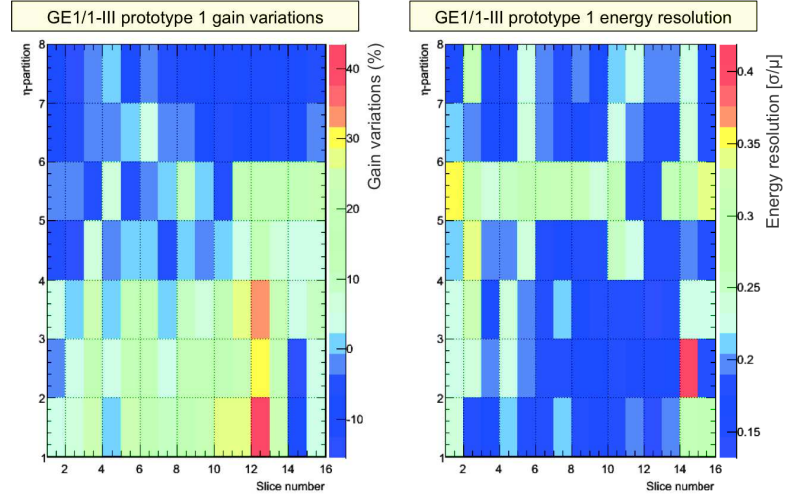 GE1/1-III prototype 1 gain variations
GE1/1-III prototype 1 energy resolution
η-partition
8
7
6
5
4
3
2
1
2 4 6 8 10 12 14 16
Slice number
40
30
20
10
0
-10
Gain variations (%)
η-partition
8
7
6
5
4
3
2
1
2 4 6 8 10 12 14 16
Slice number
0.4
0.35
0.3
0.25
0.2
0.15
Energy resolution [σ/μ]